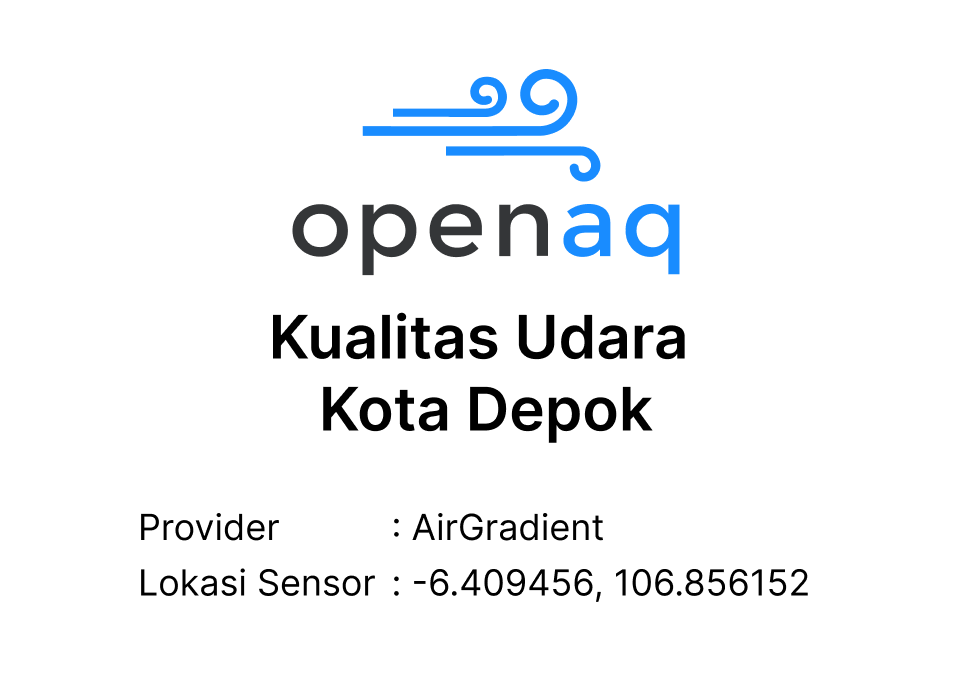 openaq
Kualitas Udara
Kota Depok
Provider : AirGradient
Lokasi Sensor : -6.409456, 106.856152